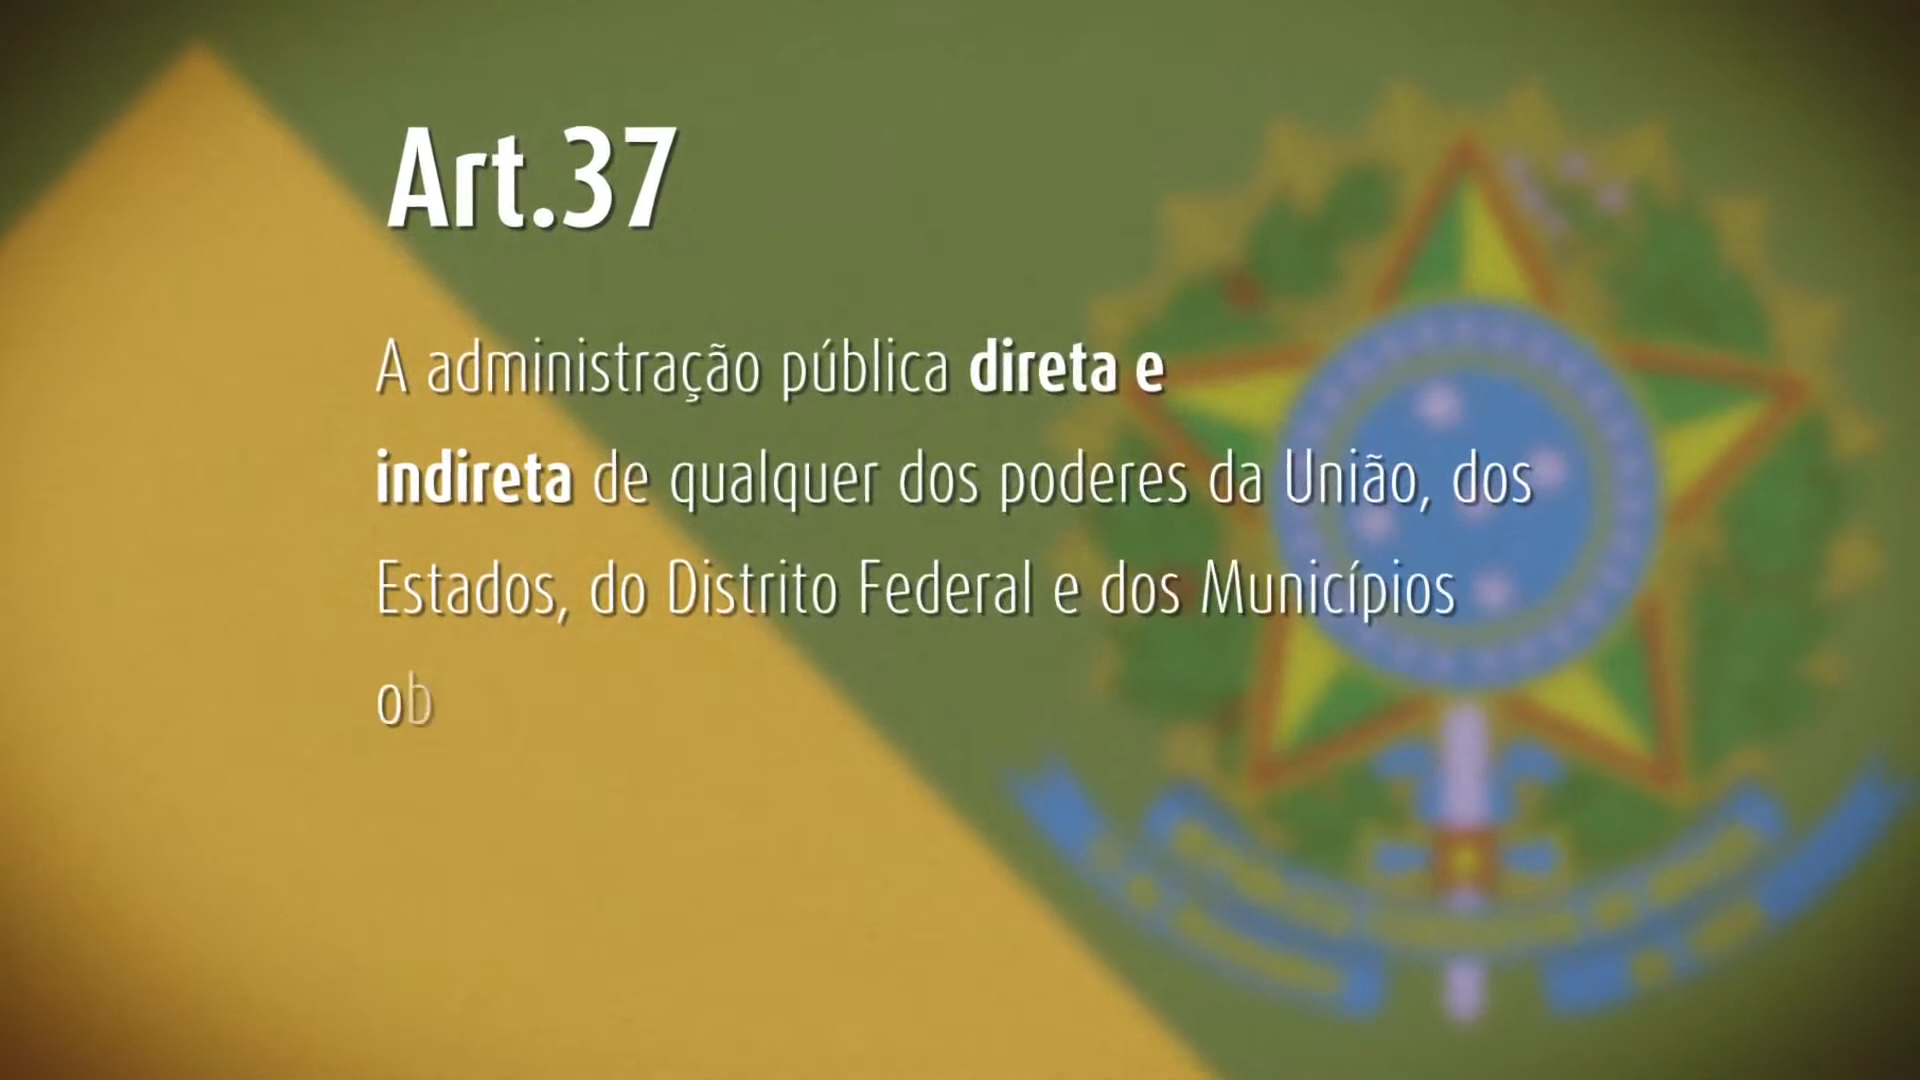 Art.37
A administração pública direta e
indireta de qualquer dos poderes da União, dos
Estados, do Distrito Federal e dos Municípios
ob